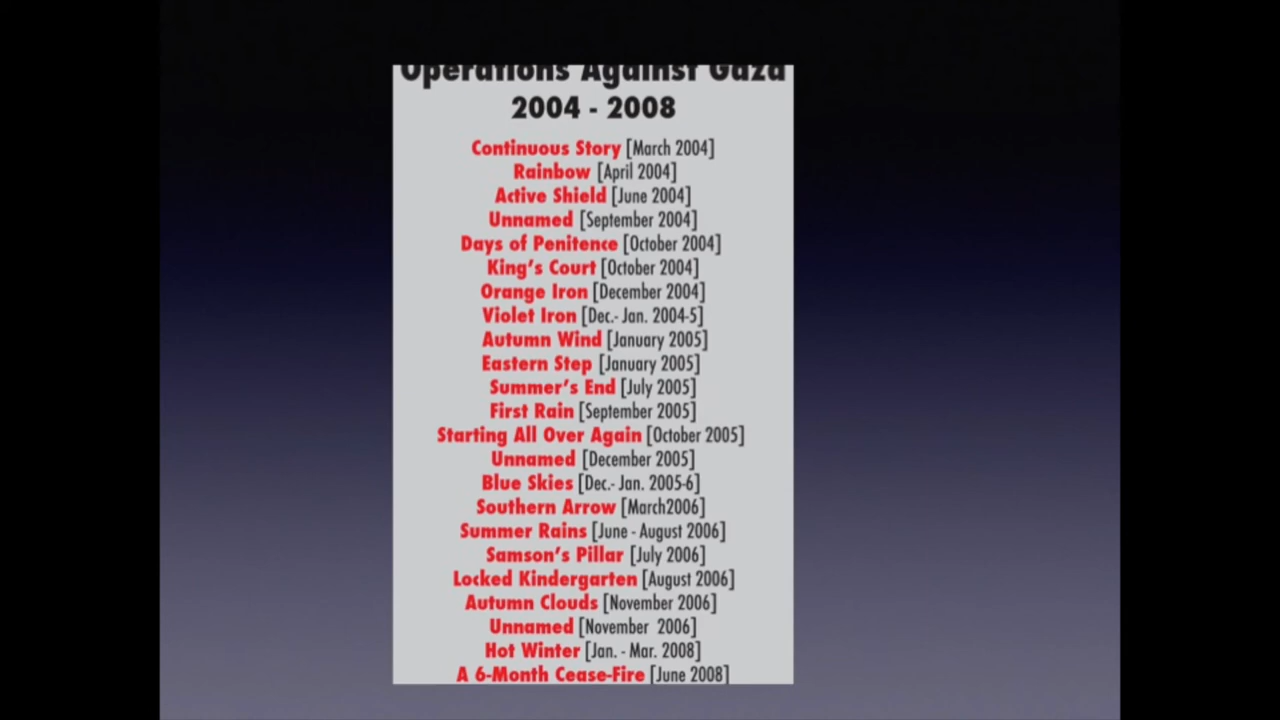 Operations Against Gaza
2004 - 2008
Continuous Story [March 2004]
Rainbow [April 2004]
Active Shield [June 2004]
Unnamed [September 2004]
Days of Penitence [October 2004]
King's Court [October 2004]
Orange Iron [December 2004]
Violet Iron [Dec.- Jan. 2004-5]
Autumn Wind [January 2005]
Eastern Step [January 2005]
Summer's End [July 2005]
First Rain [September 2005]
Starting All Over Again [October 2005]
Unnamed [December 2005]
Blue Skies [Dec.- Jan. 2005-6]
Southern Arrow [March2006]
Summer Rains [June - August 2006]
Samson's Pillar [July 2006]
Locked Kindergarten [August 2006]
Autumn Clouds [November 2006]
Unnamed [November 2006]
Hot Winter [Jan. - Mar. 2008]
A 6-Month Cease-Fire [June 2008]